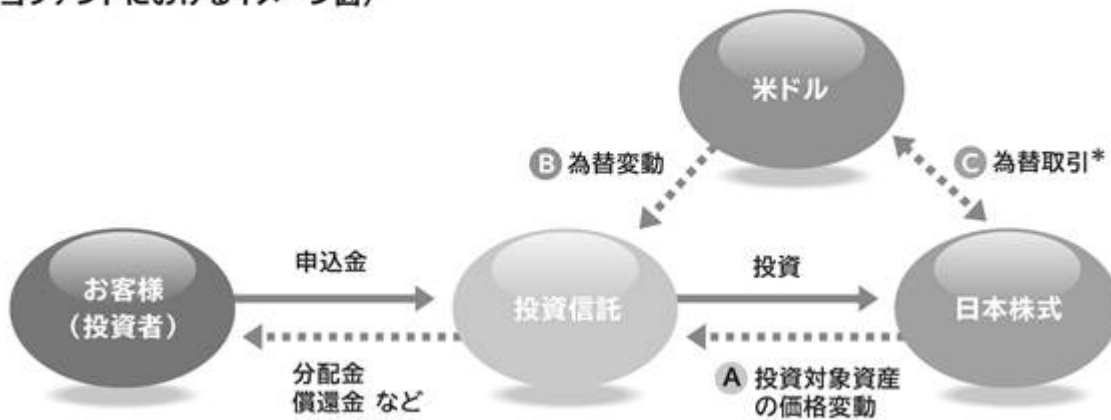 米ドル
B 為替変動
C 為替取引*
申込金
投資
お客様
(投資者)
投資信託
日本株式
分配金
償還金 など
A 投資対象資産
の価格変動